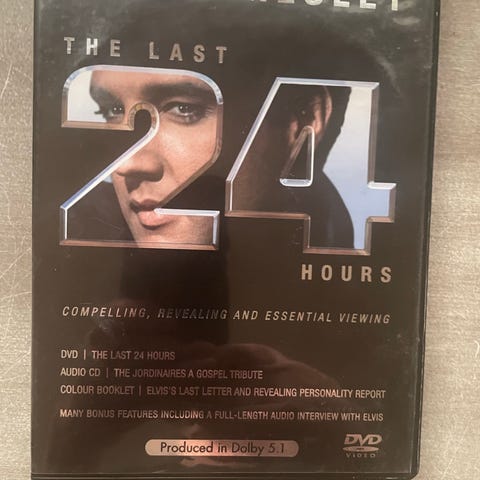 THE LAST
24
HOURS
COMPELLING, REVEALING AND ESSENTIAL VIEWING
DVD | THE LAST 24 HOURS
AUDIO CD | THE JORDINAIRES A GOSPEL TRIBUTE
COLOUR BOOKLET | ELVIS'S LAST LETTER AND REVEALING PERSONALITY REPORT
MANY BONUS FEATURES INCLUDING A FULL-LENGTH AUDIO INTERVIEW WITH ELVIS
Produced in Dolby 5.1
DVD
VIDEO